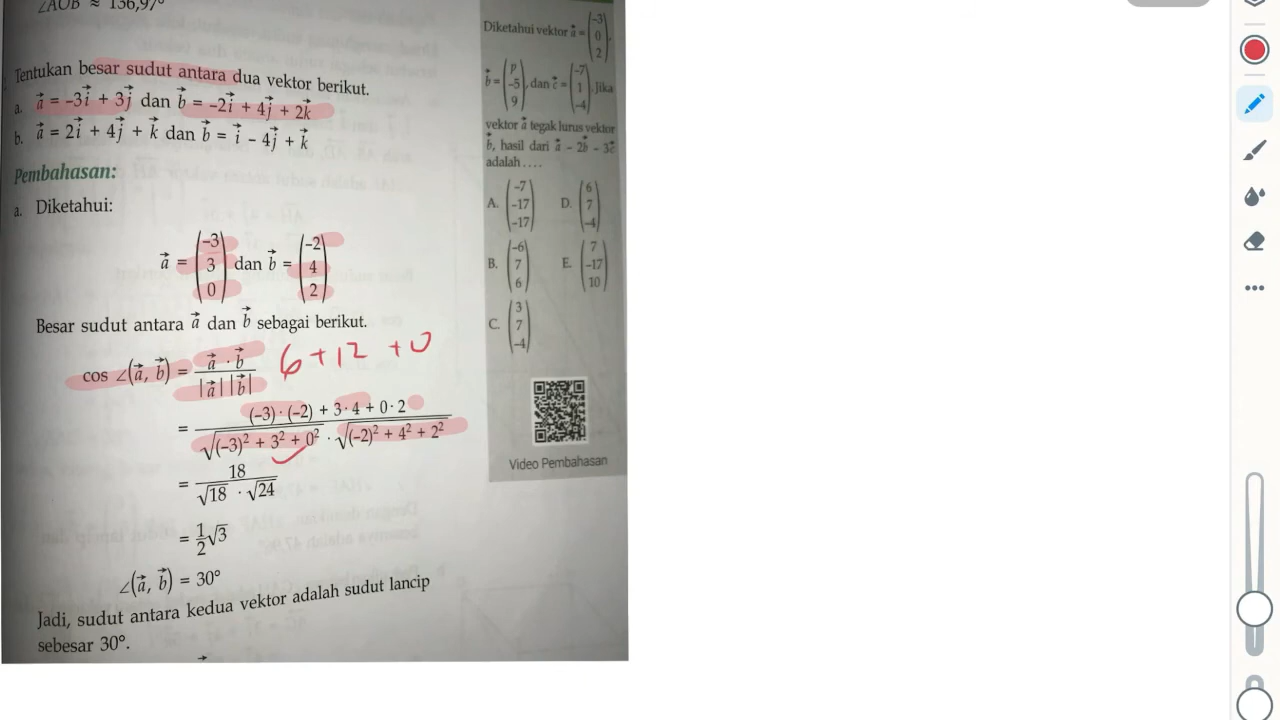 ∠AOB ≈ 136,97°
Tentukan besar sudut antara dua vektor berikut.
a. a⃗ = –3i⃗ + 3j⃗ dan b⃗ = –2i⃗ + 4j⃗ + 2k⃗
b. a⃗ = 2i⃗ + 4j⃗ + k⃗ dan b⃗ = i⃗ – 4j⃗ + k⃗
Pembahasan:
a. Diketahui:
a⃗ = (–3 3 0) dan b⃗ = (–2 4 2)
Besar sudut antara a⃗ dan b⃗ sebagai berikut.
cos ∠(a⃗, b⃗) = a⃗ · b⃗ / |a⃗| |b⃗| 6 + 12 + 0
= (–3) · (–2) + 3 · 4 + 0 · 2 / √(–3)² + 3² + 0² · √(–2)² + 4² + 2²
= 18 / √18 · √24
= 1/2 √3
∠(a⃗, b⃗) = 30°
Jadi, sudut antara kedua vektor adalah sudut lancip
sebesar 30°.
Diketahui vektor a⃗ = (–3 0 2),
b⃗ = (p –5 9), dan c⃗ = (–7 1 –4). Jika
vektor a⃗ tegak lurus vektor
b⃗, hasil dari a⃗ – 2b⃗ – 3c⃗
adalah . . . .
A. (–7 –17 –17) D. (6 7 –4)
B. (–6 7 6) E. (7 –17 10)
C. (3 7 –4)
Video Pembahasan